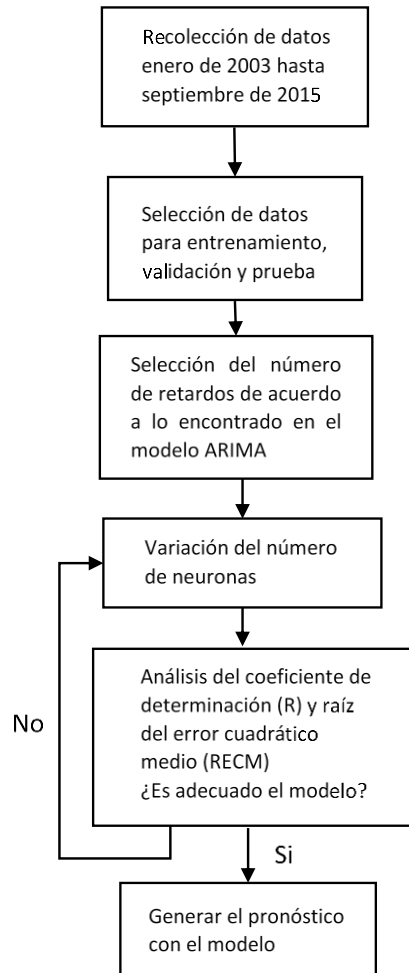 Recolección de datos
enero de 2003 hasta
septiembre de 2015
Selección de datos
para entrenamiento,
validación y prueba
Selección del número
de retardos de acuerdo
a lo encontrado en el
modelo ARIMA
Variación del número
de neuronas
Análisis del coeficiente de
determinación (R) y raíz
del error cuadrático
medio (RECM)
¿Es adecuado el modelo?
No
Si
Generar el pronóstico
con el modelo